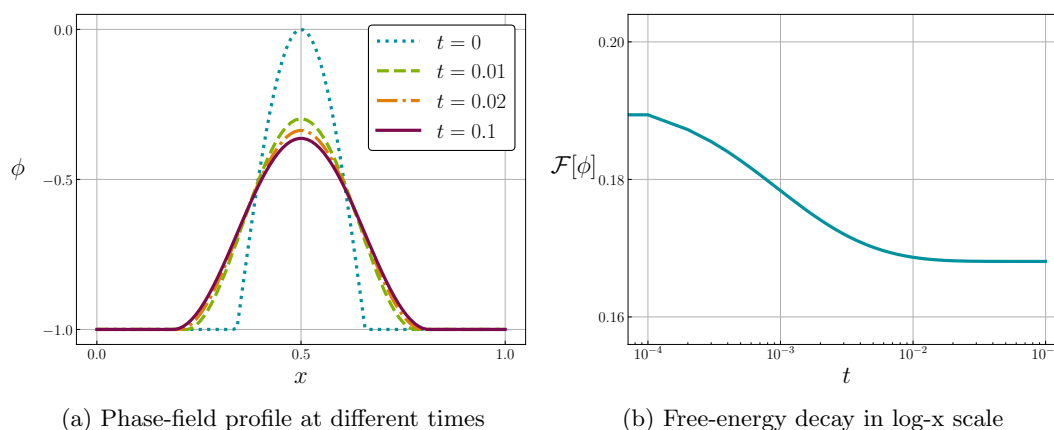 0.0
−0.5
−1.0
ϕ
0.0
0.5
1.0
x
t = 0
t = 0.01
t = 0.02
t = 0.1
(a) Phase-field profile at different times
0.20
0.18
0.16
ℱ[ϕ]
10⁻⁴
10⁻³
10⁻²
10⁻¹
t
(b) Free-energy decay in log-x scale